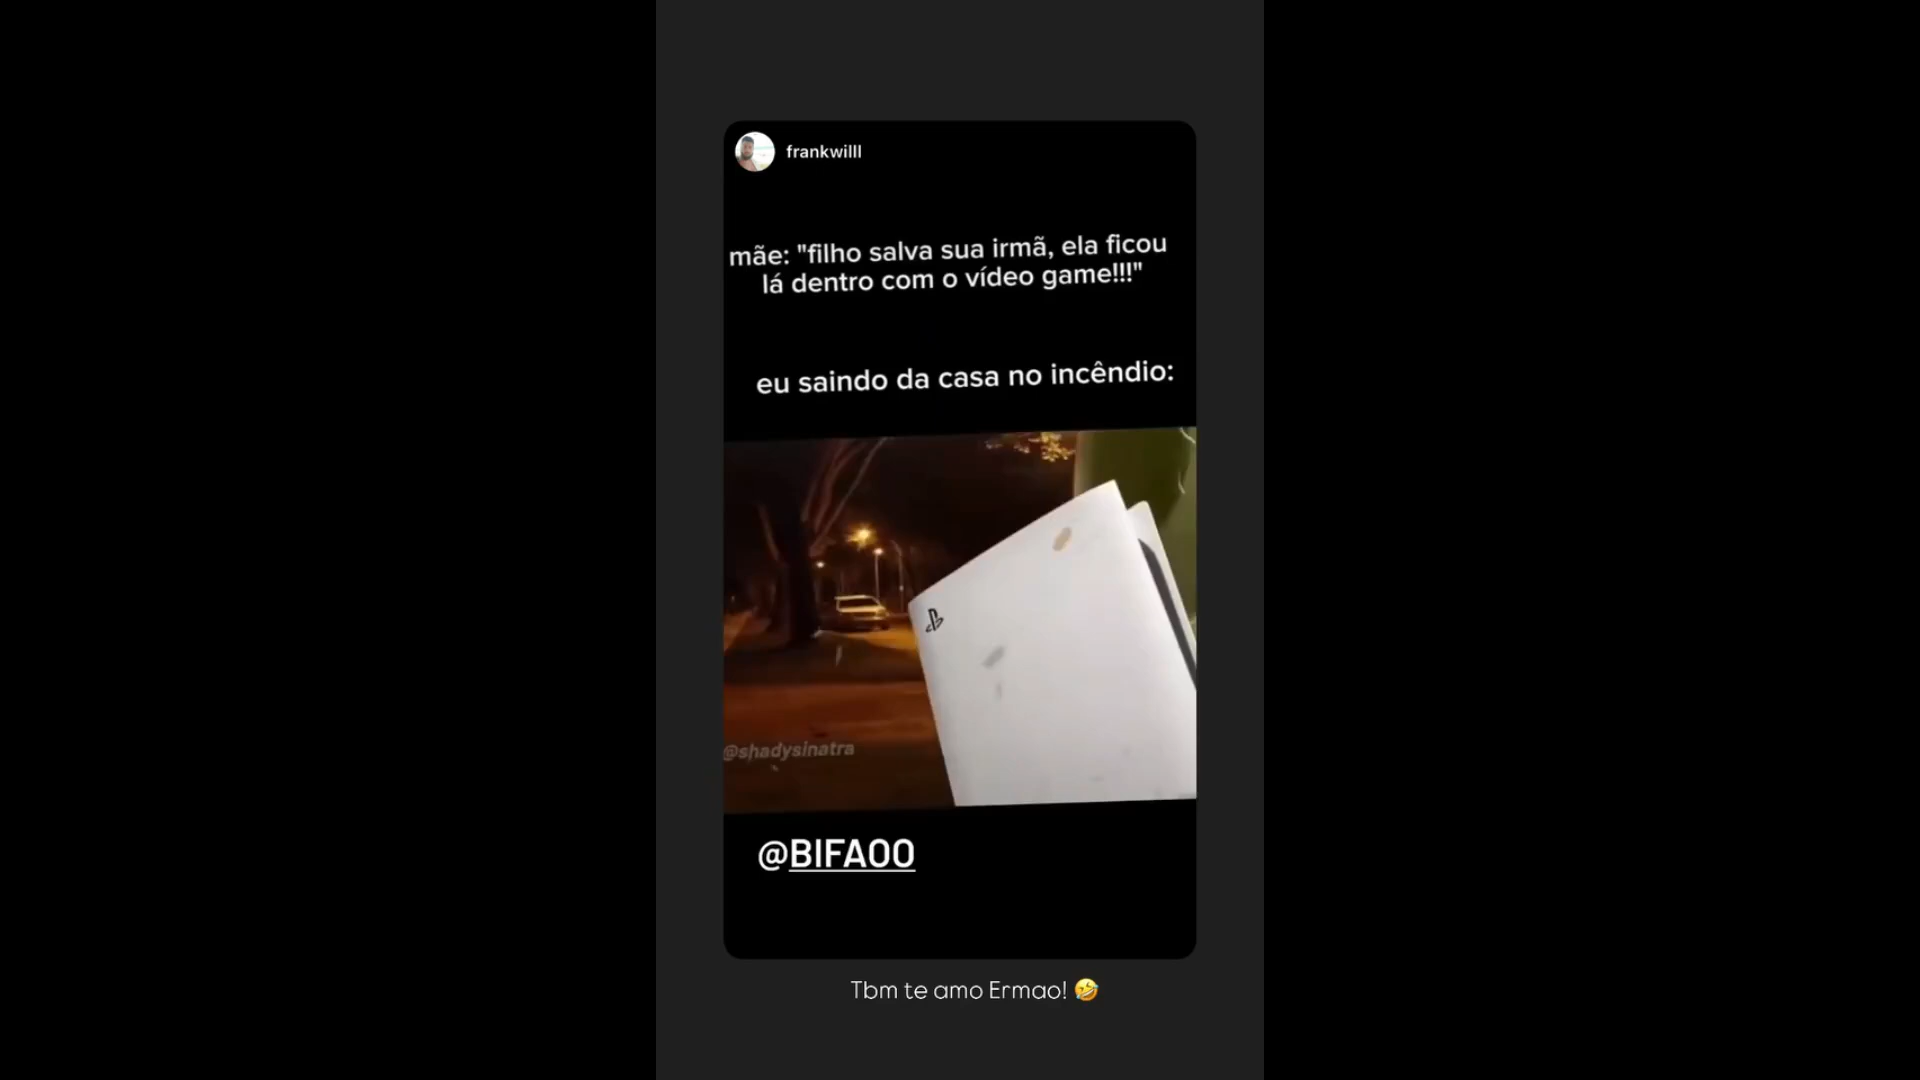 frankwilll
mãe: "filho salva sua irmã, ela ficou
lá dentro com o vídeo game!!!"
eu saindo da casa no incêndio:
@shadysinatra
@BIFAOO
Tbm te amo Ermao! 🤣